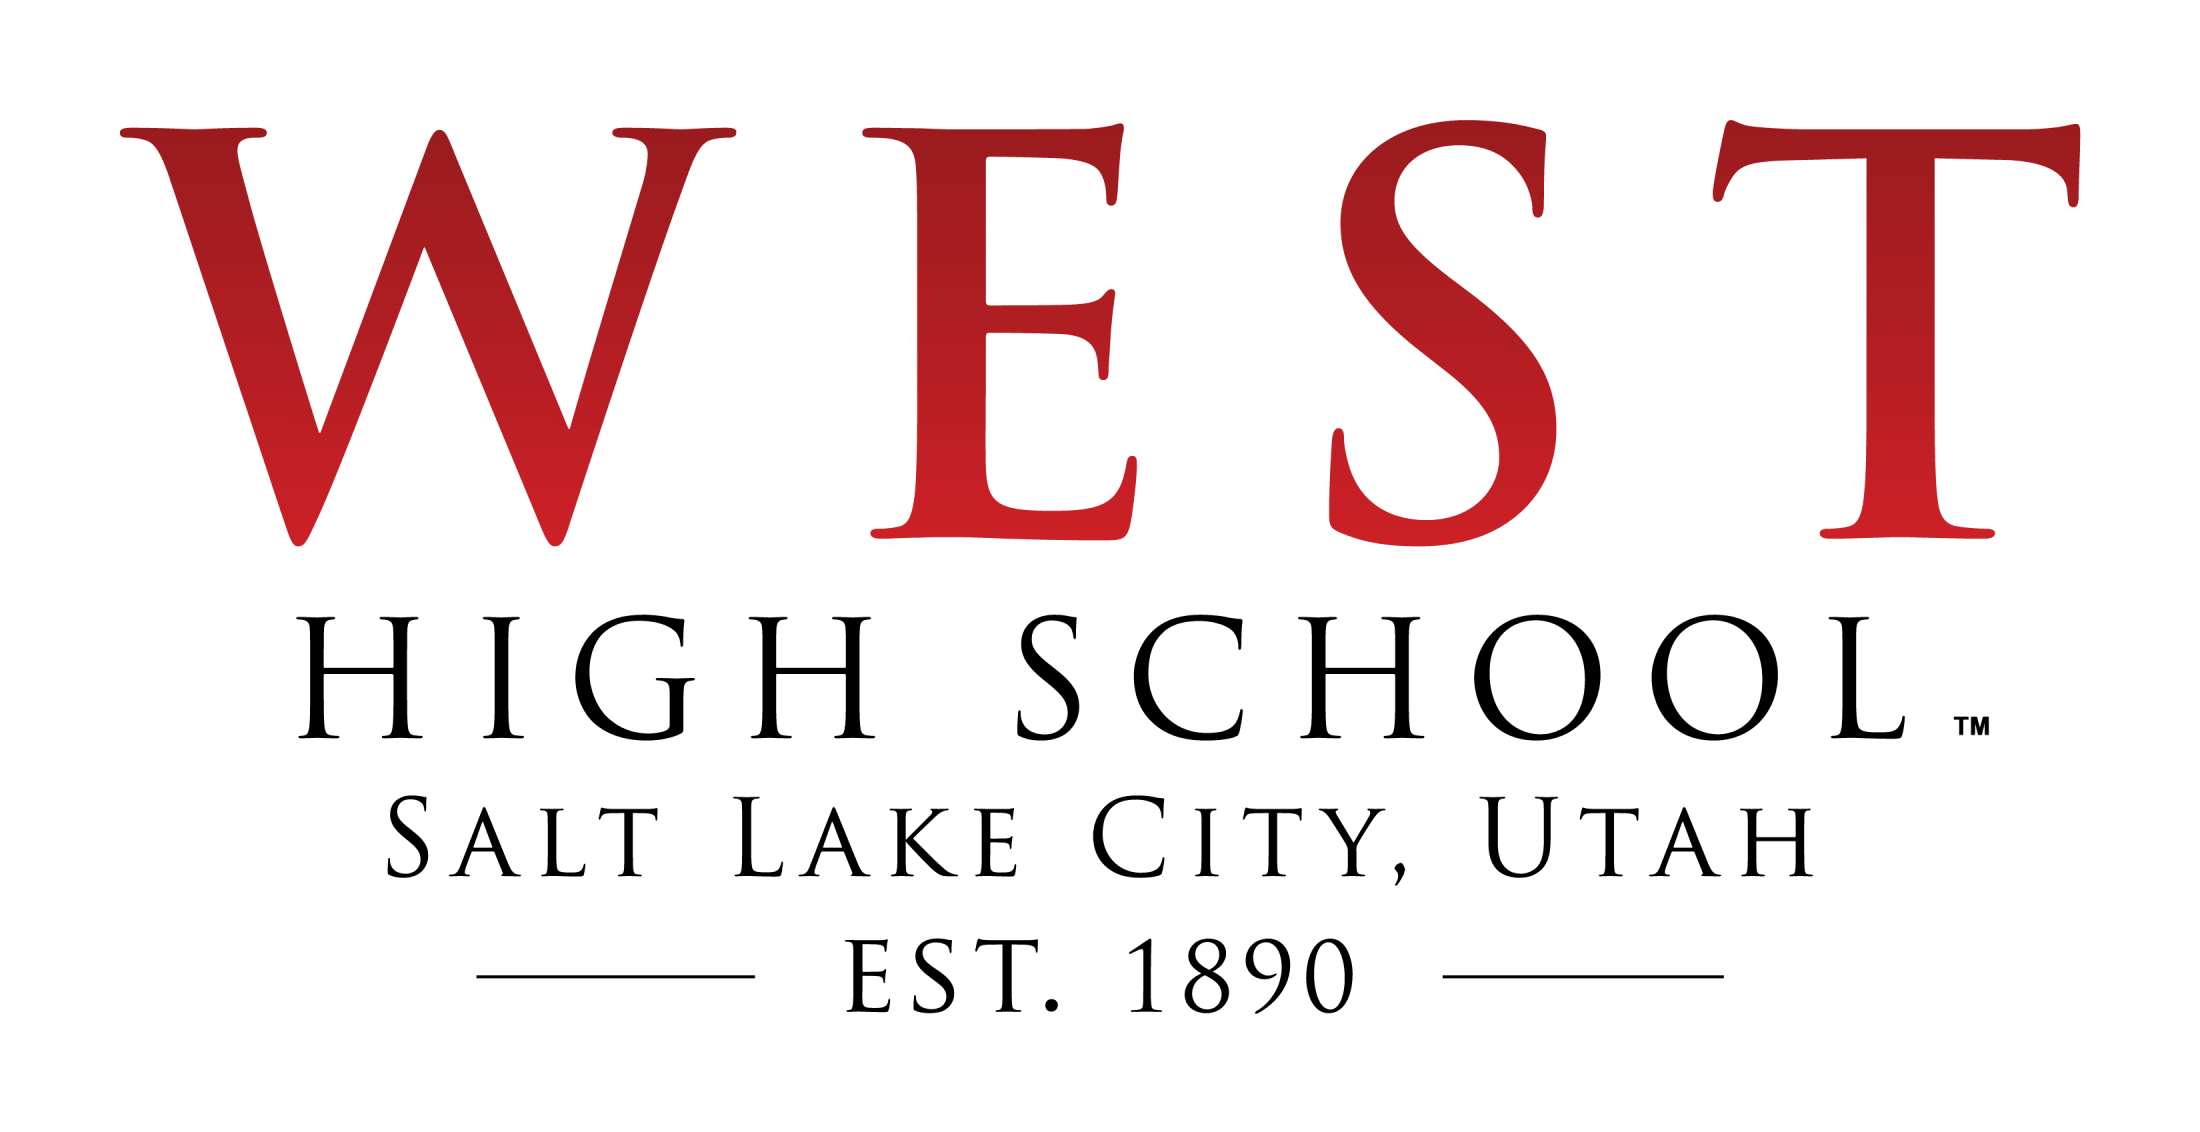 WEST
HIGH SCHOOL™
SALT LAKE CITY, UTAH
EST. 1890